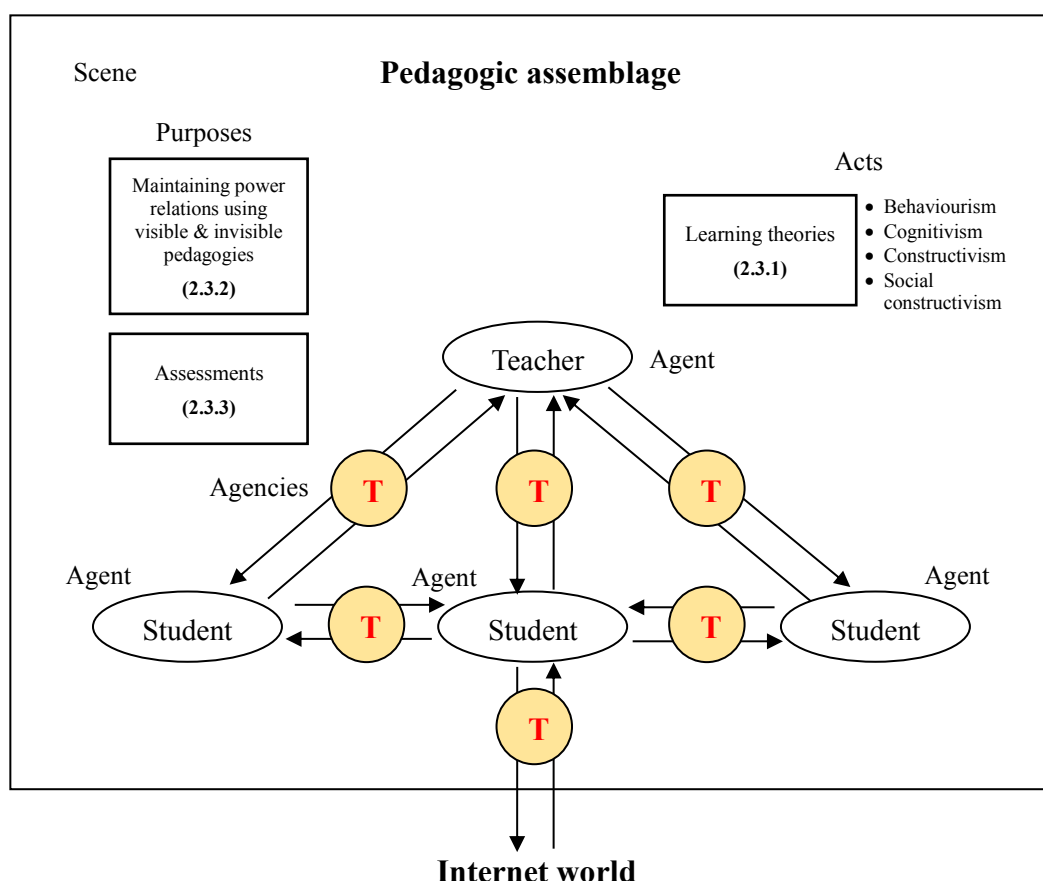 Scene
Pedagogic assemblage
Purposes
Maintaining power
relations using
visible & invisible
pedagogies
(2.3.2)
Assessments
(2.3.3)
Acts
Learning theories
(2.3.1)
• Behaviourism
• Cognitivism
• Constructivism
• Social
constructivism
Teacher
Agent
Agencies
T
T
T
Agent
Agent
Agent
Student
T
Student
T
Student
T
Internet world